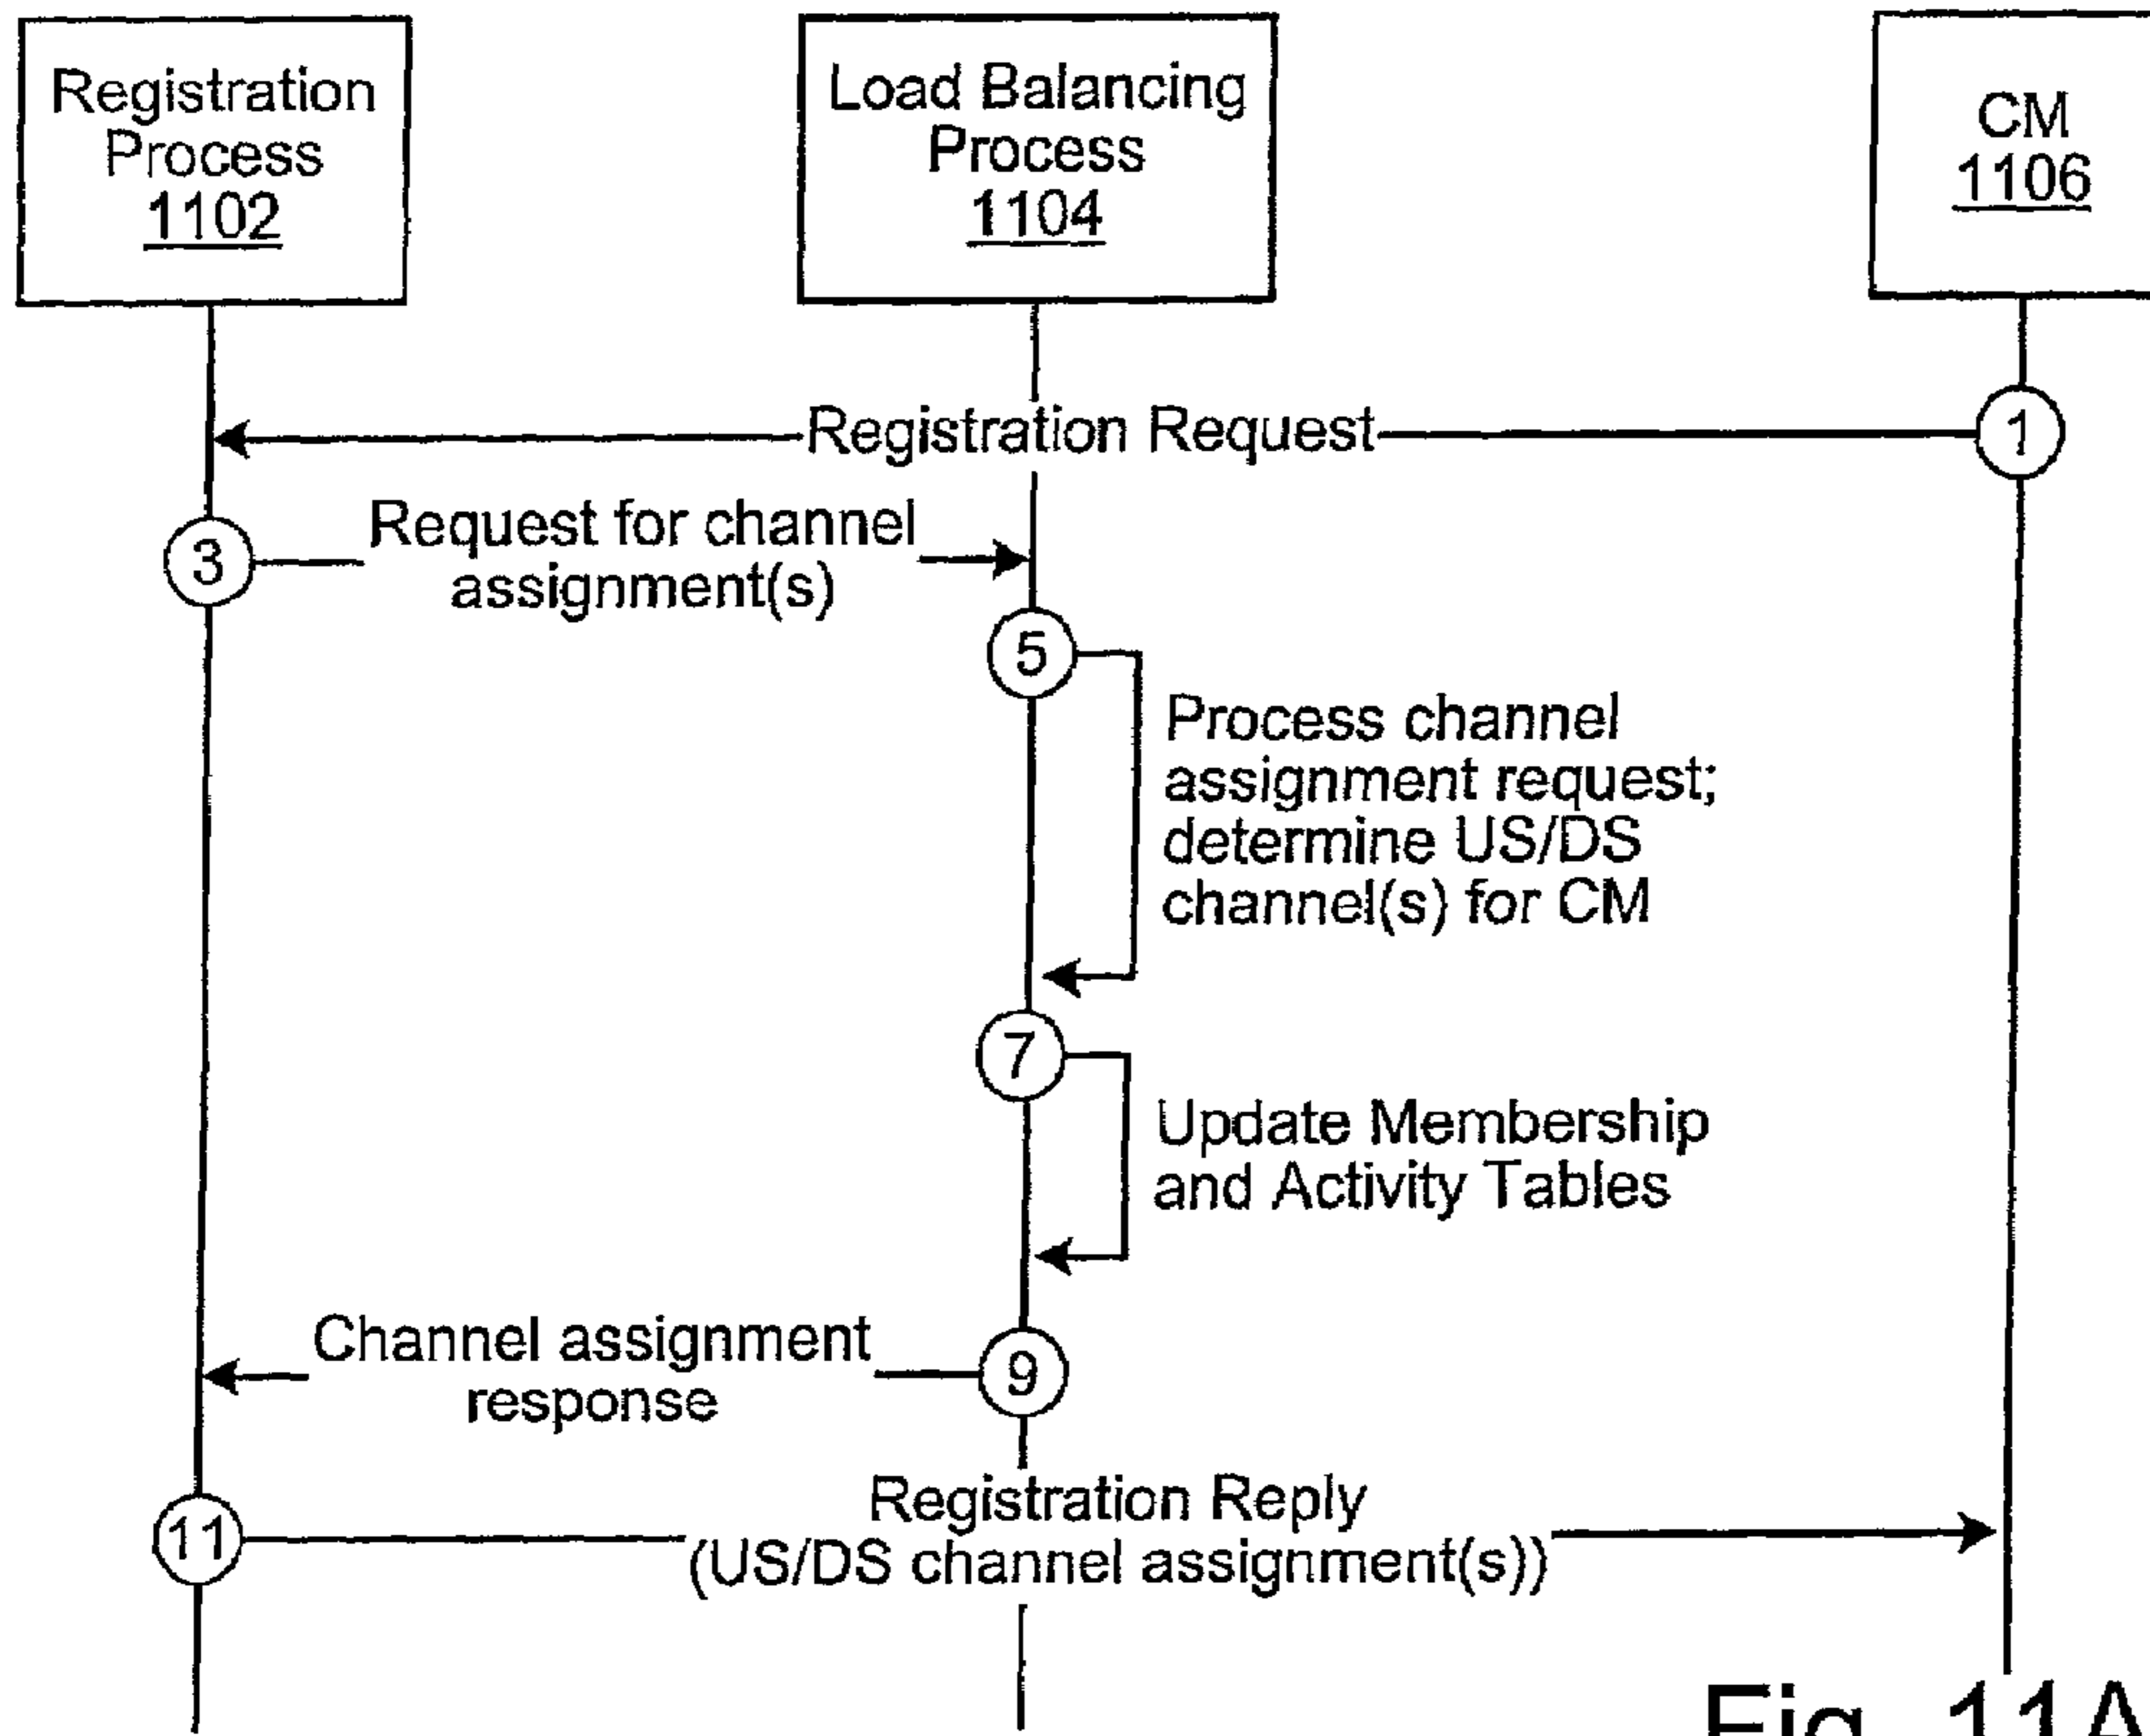 Registration
Process
1102
Load Balancing
Process
1104
CM
1106
Registration Request
1
3
Request for channel
assignment(s)
5
Process channel
assignment request;
determine US/DS
channel(s) for CM
7
Update Membership
and Activity Tables
Channel assignment
response
9
11
Registration Reply
(US/DS channel assignment(s))
Fig. 11A